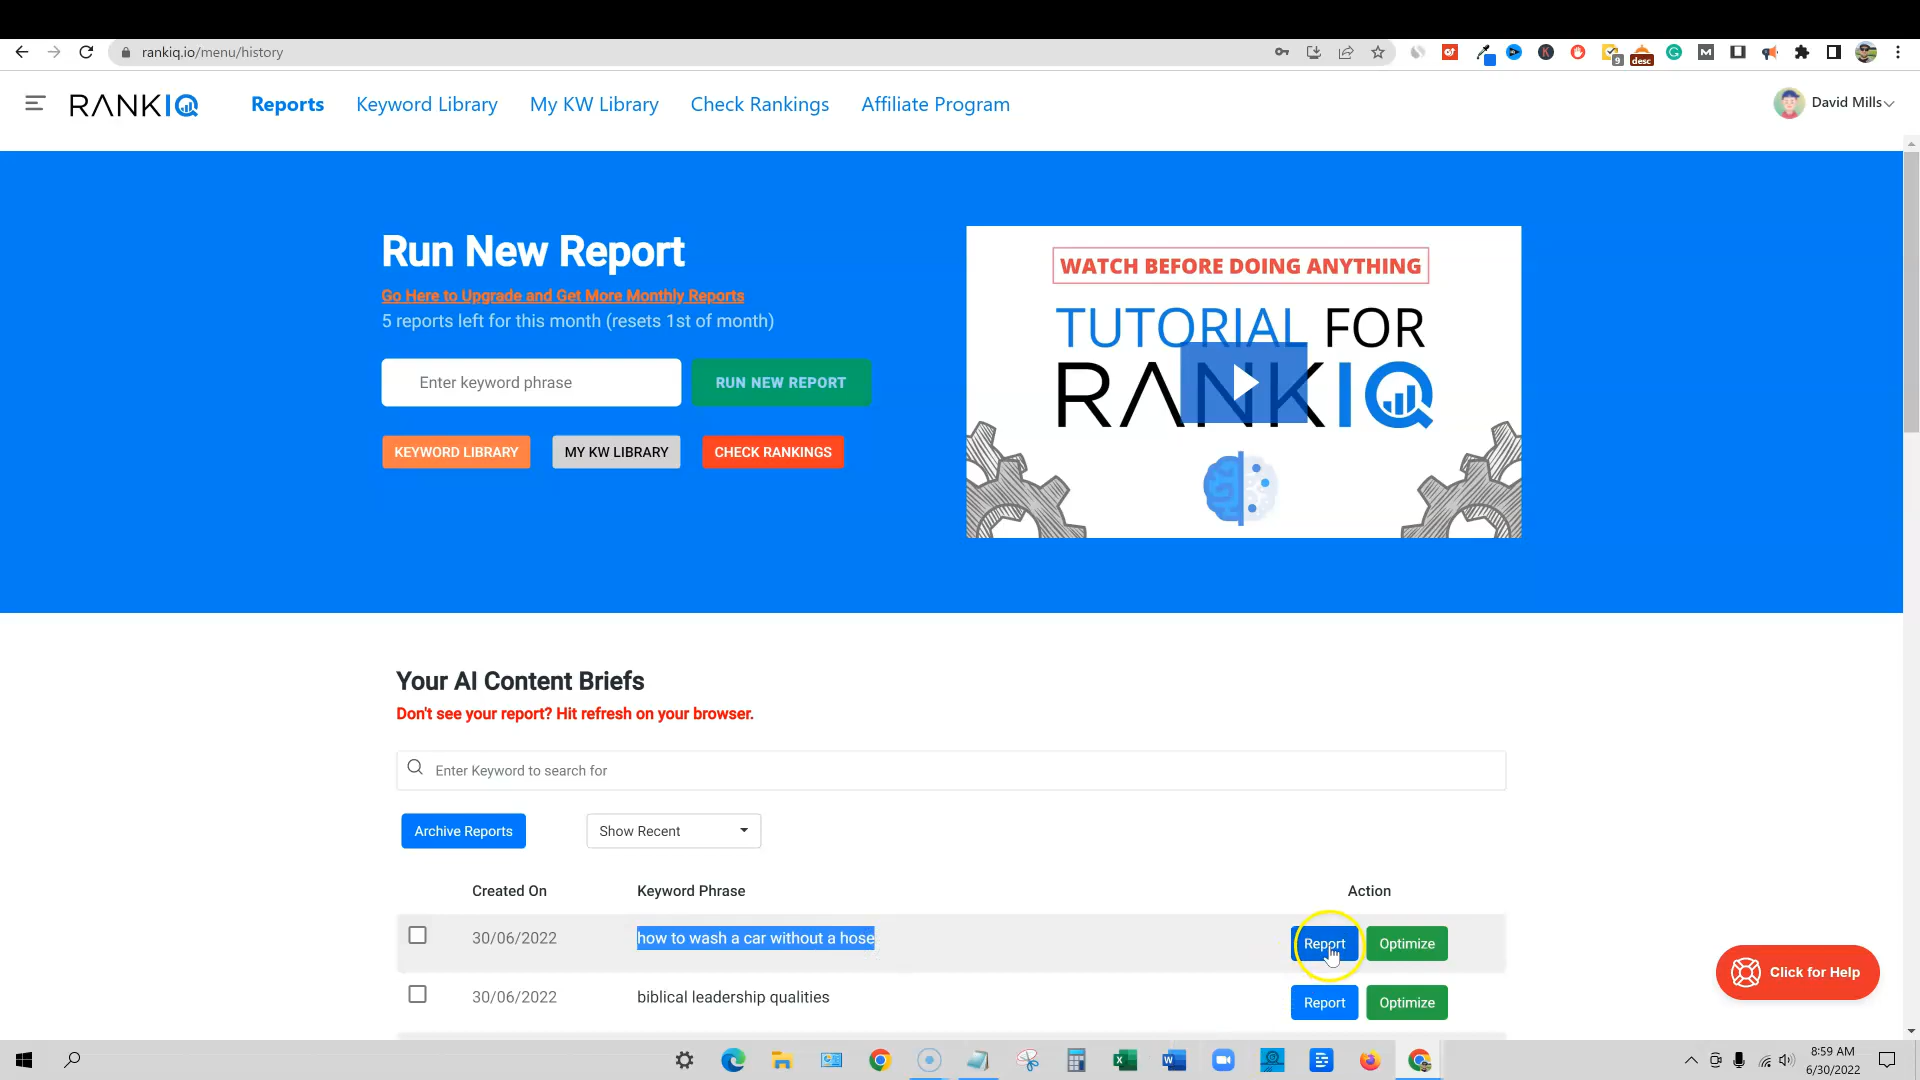 rankiq.io/menu/history
9
desc
RANKIQ
Reports
Keyword Library
My KW Library
Check Rankings
Affiliate Program
David Mills
Run New Report
Go Here to Upgrade and Get More Monthly Reports
5 reports left for this month (resets 1st of month)
Enter keyword phrase
RUN NEW REPORT
KEYWORD LIBRARY
MY KW LIBRARY
CHECK RANKINGS
WATCH BEFORE DOING ANYTHING
TUTORIAL FOR
RANKIQ
Your AI Content Briefs
Don't see your report? Hit refresh on your browser.
Enter Keyword to search for
Archive Reports
Show Recent
Created On
Keyword Phrase
Action
30/06/2022
how to wash a car without a hose
Report
Optimize
30/06/2022
biblical leadership qualities
Report
Optimize
Click for Help
8:59 AM
6/30/2022